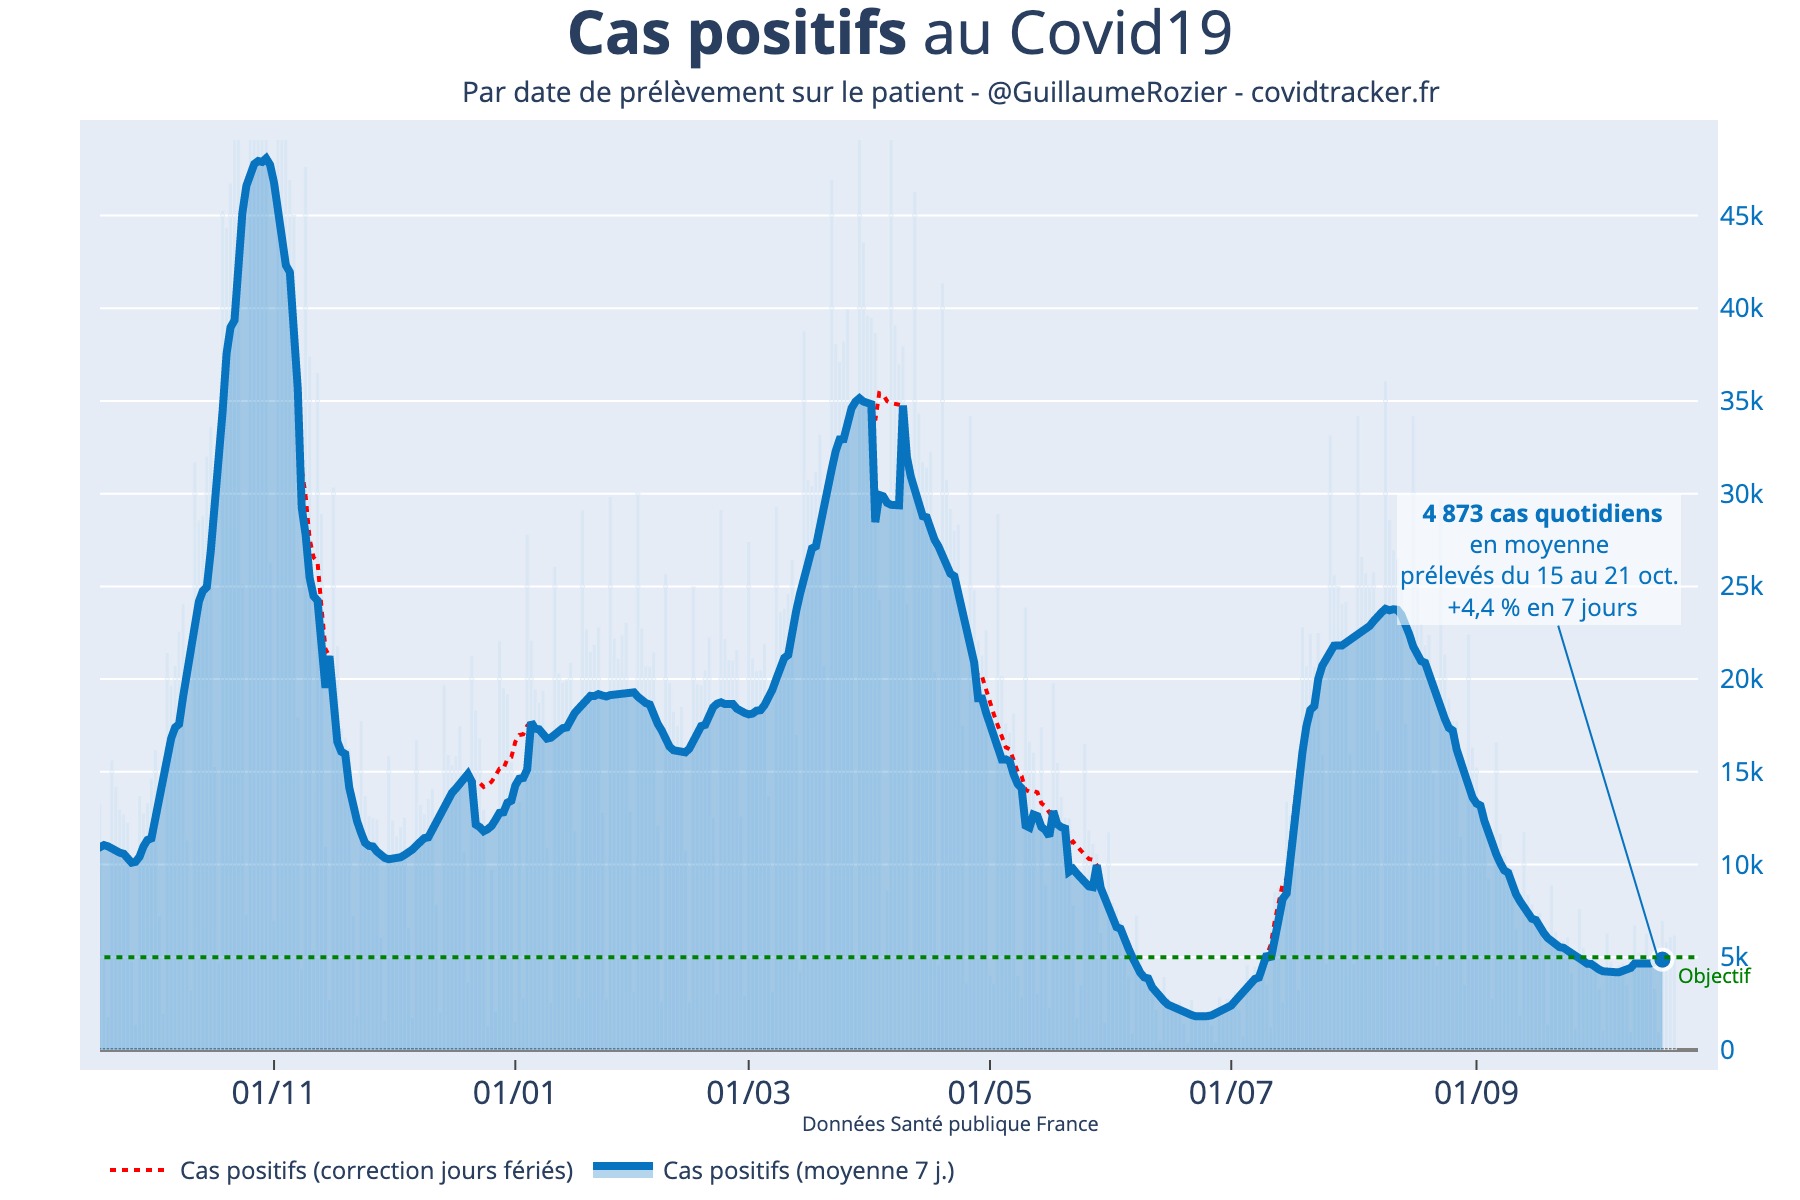 Cas positifs au Covid19
Par date de prélèvement sur le patient - @GuillaumeRozier - covidtracker.fr
45k
40k
35k
30k
4 873 cas quotidiens
en moyenne
prélevés du 15 au 21 oct.
+4,4 % en 7 jours
25k
20k
15k
10k
5k
Objectif
0
01/11
01/01
01/03
01/05
01/07
01/09
Données Santé publique France
Cas positifs (correction jours fériés)
Cas positifs (moyenne 7 j.)